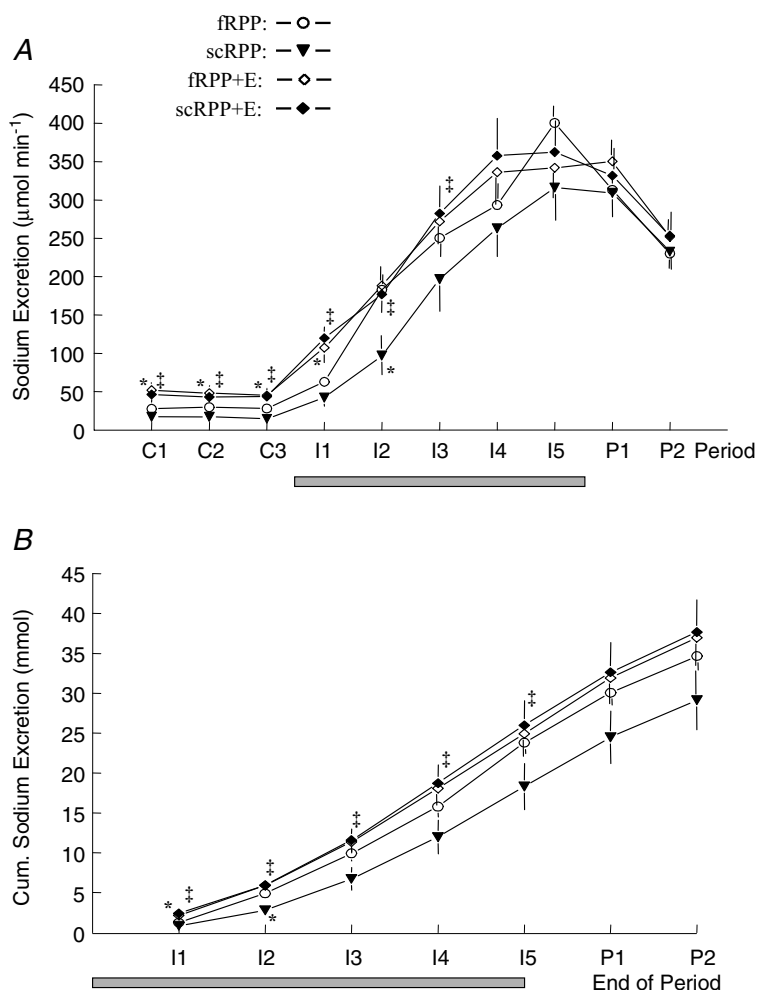 fRPP:
scRPP:
fRPP+E:
scRPP+E:
A
450
400
350
300
250
200
150
100
50
0
Sodium Excretion (μmol min⁻¹)
* ‡ * ‡ * ‡ * ‡ ‡ * ‡
C1 C2 C3 I1 I2 I3 I4 I5 P1 P2 Period
B
45
40
35
30
25
20
15
10
5
0
Cum. Sodium Excretion (mmol)
* ‡ ‡ * ‡ ‡ ‡
I1 I2 I3 I4 I5 P1 P2
End of Period